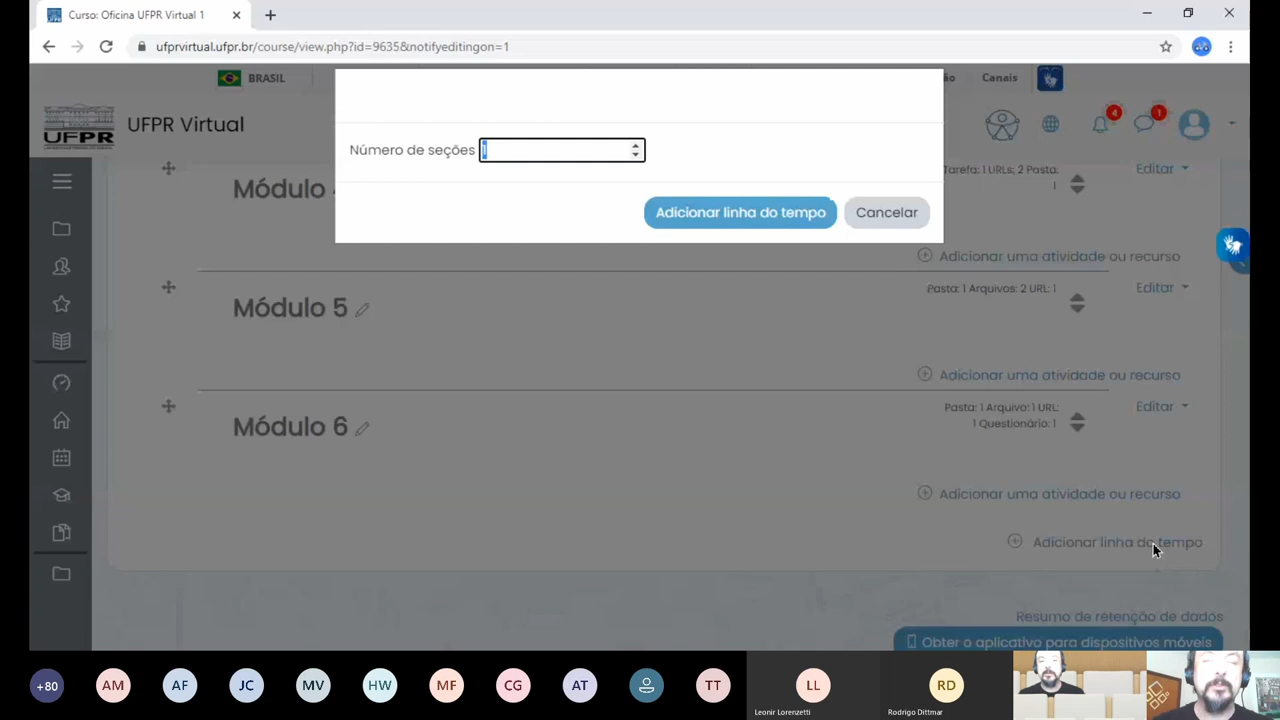 Curso: Oficina UFPR Virtual 1
ufprvirtual.ufpr.br/course/view.php?id=9635&notifyeditingon=1
BRASIL
ão
Canais
UFPR
UFPR Virtual
4
1
Número de seções
1
Adicionar linha do tempo
Cancelar
Módulo
Tarefa: 1 URLs; 2 Pasta:
1
Editar
Adicionar uma atividade ou recurso
Módulo 5
Pasta: 1 Arquivos: 2 URL: 1
Editar
Adicionar uma atividade ou recurso
Módulo 6
Pasta: 1 Arquivo: 1 URL:
1 Questionário: 1
Editar
Adicionar uma atividade ou recurso
Adicionar linha do tempo
Resumo de retenção de dados
Obter o aplicativo para dispositivos móveis
+80
AM
AF
JC
MV
HW
MF
CG
AT
TT
LL
Leonir Lorenzetti
RD
Rodrigo Dittmar